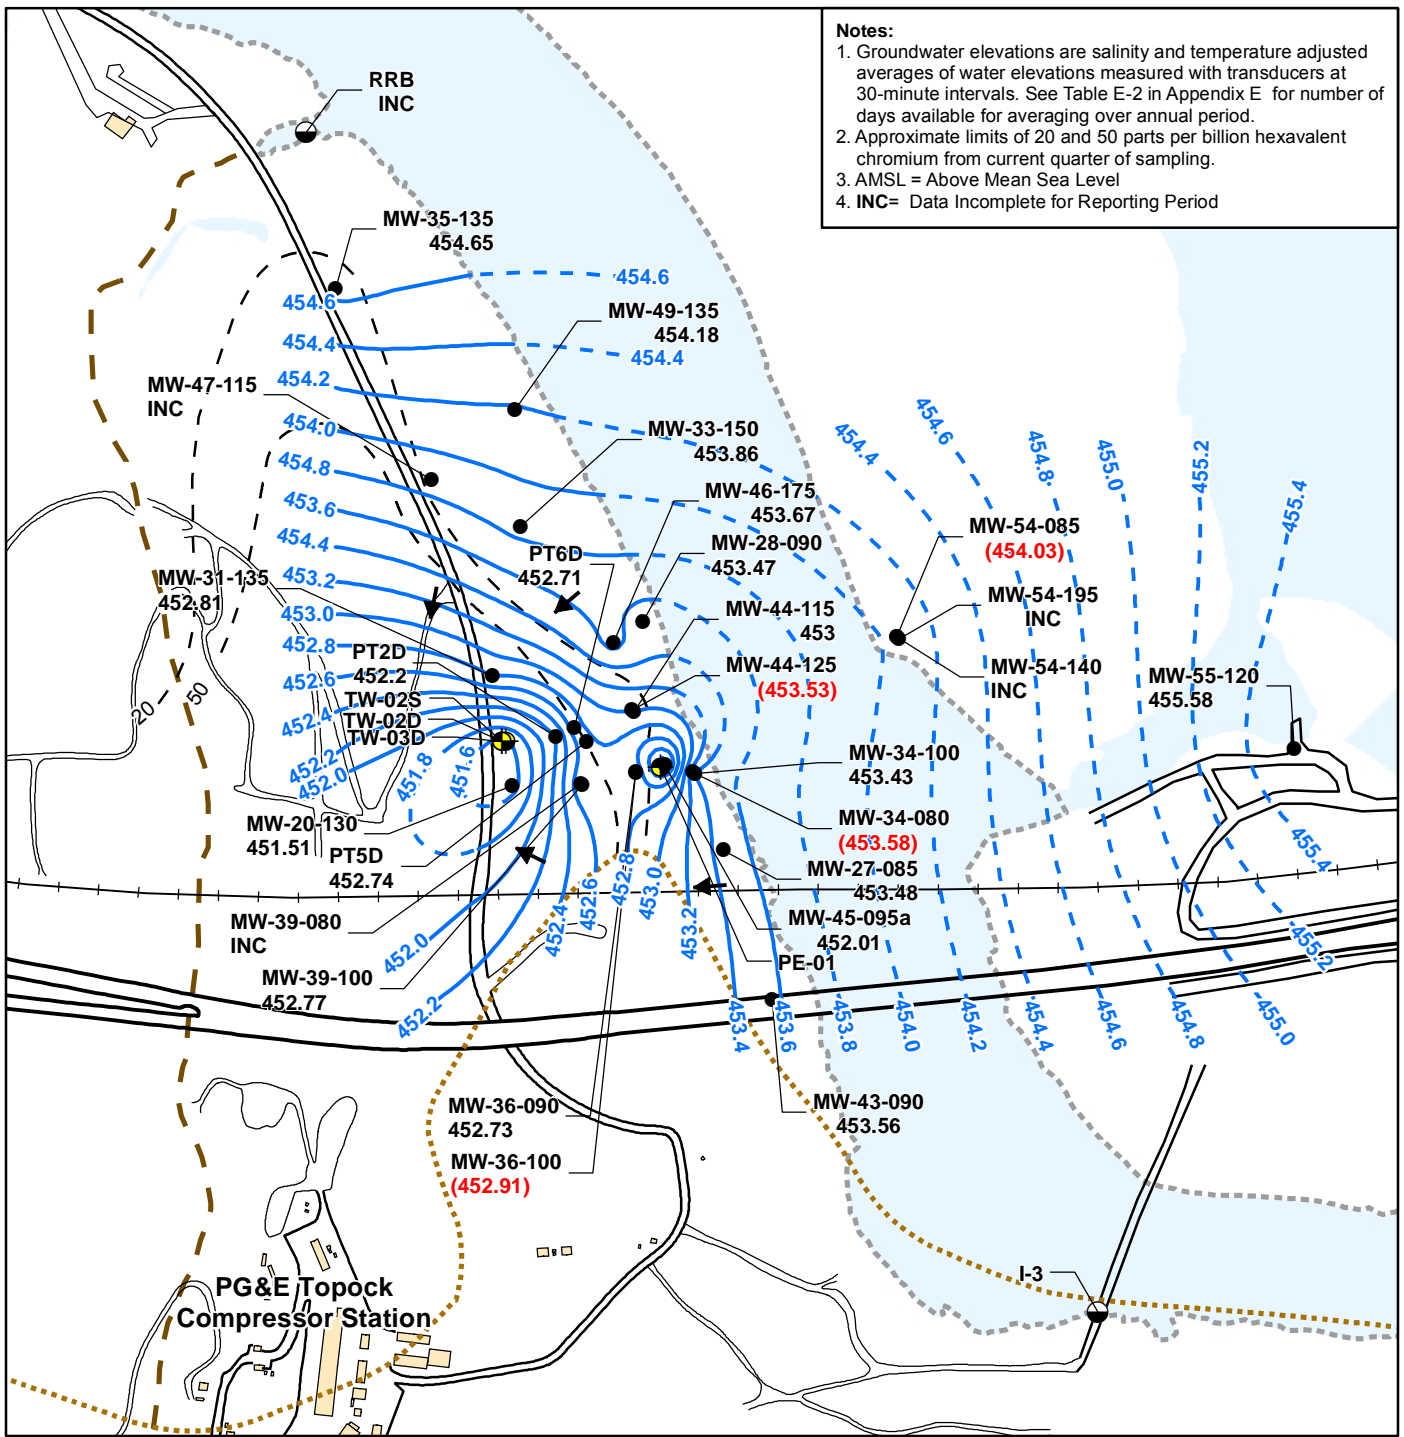 Notes:
1. Groundwater elevations are salinity and temperature adjusted
averages of water elevations measured with transducers at
30-minute intervals. See Table E-2 in Appendix E for number of
days available for averaging over annual period.
2. Approximate limits of 20 and 50 parts per billion hexavalent
chromium from current quarter of sampling.
3. AMSL = Above Mean Sea Level
4. INC= Data Incomplete for Reporting Period
RRB
INC
MW-35-135
454.65
454.6
454.6
MW-49-135
454.18
454.4
454.4
454.2
MW-47-115
INC
454.0
MW-33-150
453.86
454.8
MW-46-175
453.67
453.6
454.4
PT6D
452.71
MW-28-090
453.47
MW-31-135
452.81
453.2
453.0
452.8
452.6
452.4
452.2
452.0
451.8
451.6
MW-44-115
453
MW-44-125
(453.53)
PT2D
452.2
TW-02S
TW-02D
TW-03D
20
50
454.4
454.6
454.8
455.0
455.2
455.4
MW-54-085
(454.03)
MW-54-195
INC
MW-54-140
INC
MW-55-120
455.58
MW-34-100
453.43
MW-34-080
(453.58)
MW-27-085
453.48
MW-45-095a
452.01
PE-01
MW-20-130
451.51
PT5D
452.74
MW-39-080
INC
MW-39-100
452.77
452.0
452.2
452.4
452.6
452.8
453.0
453.2
453.4
453.6
453.8
454.0
454.2
454.4
454.6
454.8
455.0
455.2
455.4
MW-36-090
452.73
MW-36-100
(452.91)
MW-43-090
453.56
I-3
PG&E Topock
Compressor Station